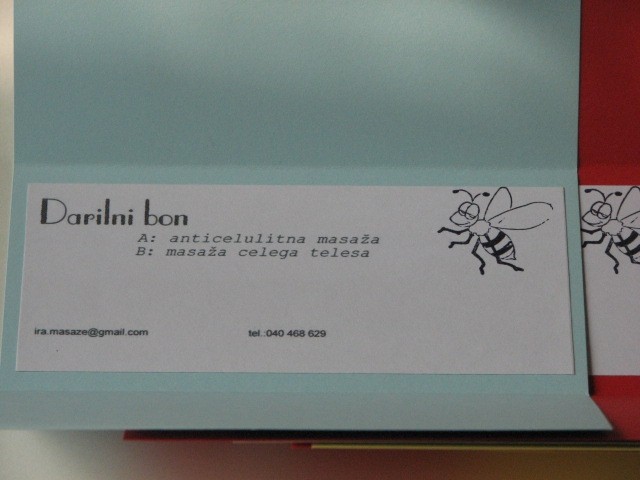 Darilni bon
A: anticelulitna masaža
B: masaža celega telesa
ira.masaze@gmail.com
tel.:040 468 629